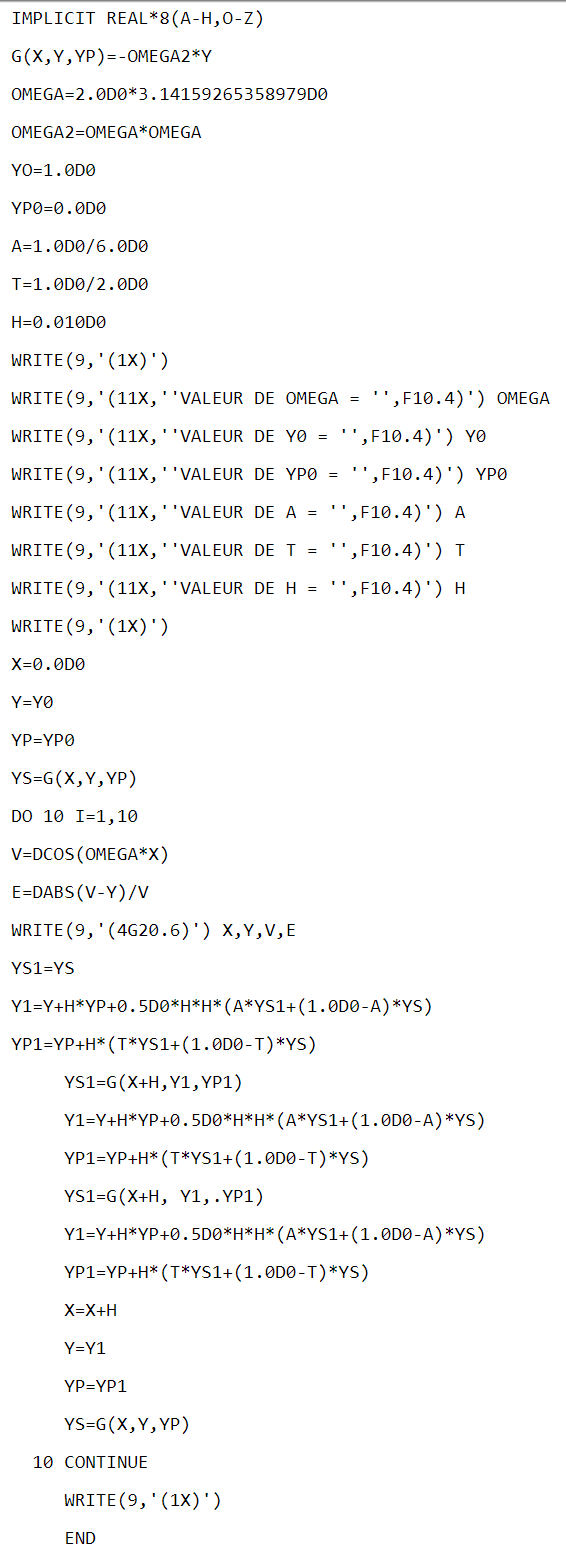 IMPLICIT REAL*8(A-H,O-Z)
G(X,Y,YP)=-OMEGA2*Y
OMEGA=2.0D0*3.14159265358979D0
OMEGA2=OMEGA*OMEGA
YO=1.0D0
YP0=0.0D0
A=1.0D0/6.0D0
T=1.0D0/2.0D0
H=0.010D0
WRITE(9,'(1X)')
WRITE(9,'(11X,''VALEUR DE OMEGA = '',F10.4)') OMEGA
WRITE(9,'(11X,''VALEUR DE Y0 = '',F10.4)') Y0
WRITE(9,'(11X,''VALEUR DE YP0 = '',F10.4)') YP0
WRITE(9,'(11X,''VALEUR DE A = '',F10.4)') A
WRITE(9,'(11X,''VALEUR DE T = '',F10.4)') T
WRITE(9,'(11X,''VALEUR DE H = '',F10.4)') H
WRITE(9,'(1X)')
X=0.0D0
Y=Y0
YP=YP0
YS=G(X,Y,YP)
DO 10 I=1,10
V=DCOS(OMEGA*X)
E=DABS(V-Y)/V
WRITE(9,'(4G20.6)') X,Y,V,E
YS1=YS
Y1=Y+H*YP+0.5D0*H*H*(A*YS1+(1.0D0-A)*YS)
YP1=YP+H*(T*YS1+(1.0D0-T)*YS)
YS1=G(X+H,Y1,YP1)
Y1=Y+H*YP+0.5D0*H*H*(A*YS1+(1.0D0-A)*YS)
YP1=YP+H*(T*YS1+(1.0D0-T)*YS)
YS1=G(X+H, Y1,.YP1)
Y1=Y+H*YP+0.5D0*H*H*(A*YS1+(1.0D0-A)*YS)
YP1=YP+H*(T*YS1+(1.0D0-T)*YS)
X=X+H
Y=Y1
YP=YP1
YS=G(X,Y,YP)
10 CONTINUE
WRITE(9,'(1X)')
END